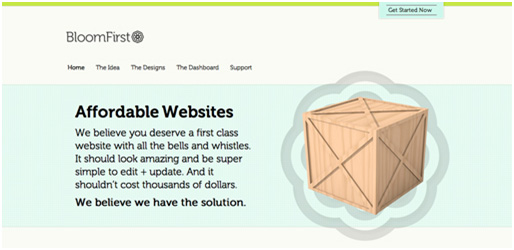 Get Started Now
BloomFirst
Home The Idea The Designs The Dashboard Support
Affordable Websites
We believe you deserve a first class
website with all the bells and whistles.
It should look amazing and be super
simple to edit + update. And it
shouldn't cost thousands of dollars.
We believe we have the solution.